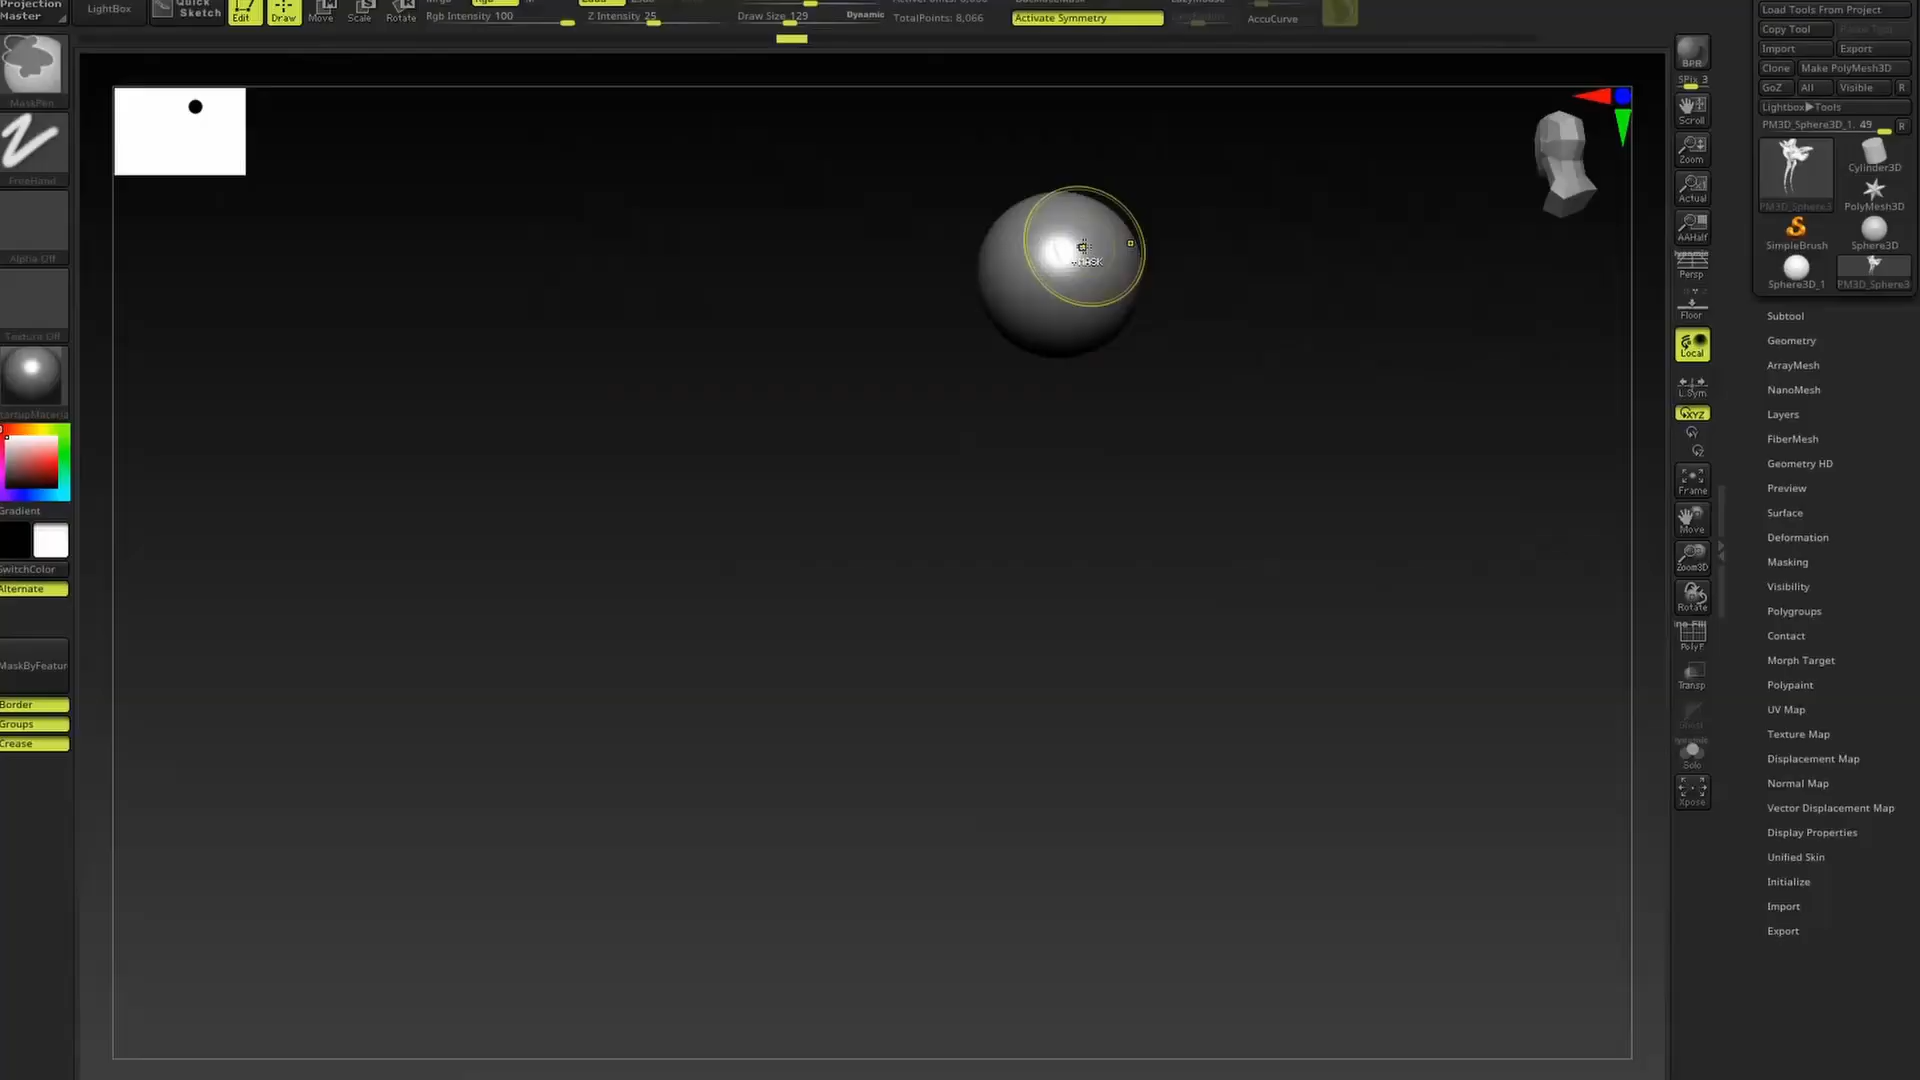 Projection
Master
LightBox
Quick
Sketch
Edit
Draw
Move
Scale
Rotate
Rgb Intensity 100
Z Intensity 25
Draw Size 129
Dynamic
TotalPoints: 8,066
Activate Symmetry
AccuCurve
MaskPen
FreeHand
Alpha Off
Texture Off
tartupMateria
Gradient
SwitchColor
Alternate
MaskByFeatur
Border
Groups
Crease
+MASK
BPR
SPix 3
Scroll
Zoom
Actual
AAHalf
Dynamic
Persp
Floor
Local
L.Sym
XYZ
Frame
Move
Zoom3D
Rotate
PolyF
Transp
Solo
Xpose
Load Tools From Project
Copy Tool
Import
Export
Clone
Make PolyMesh3D
GoZ
All
Visible
R
Lightbox▶Tools
PM3D_Sphere3D_1. 49
R
PM3D_Sphere3
Cylinder3D
PolyMesh3D
SimpleBrush
Sphere3D
Sphere3D_1
PM3D_Sphere3
Subtool
Geometry
ArrayMesh
NanoMesh
Layers
FiberMesh
Geometry HD
Preview
Surface
Deformation
Masking
Visibility
Polygroups
Contact
Morph Target
Polypaint
UV Map
Texture Map
Displacement Map
Normal Map
Vector Displacement Map
Display Properties
Unified Skin
Initialize
Import
Export